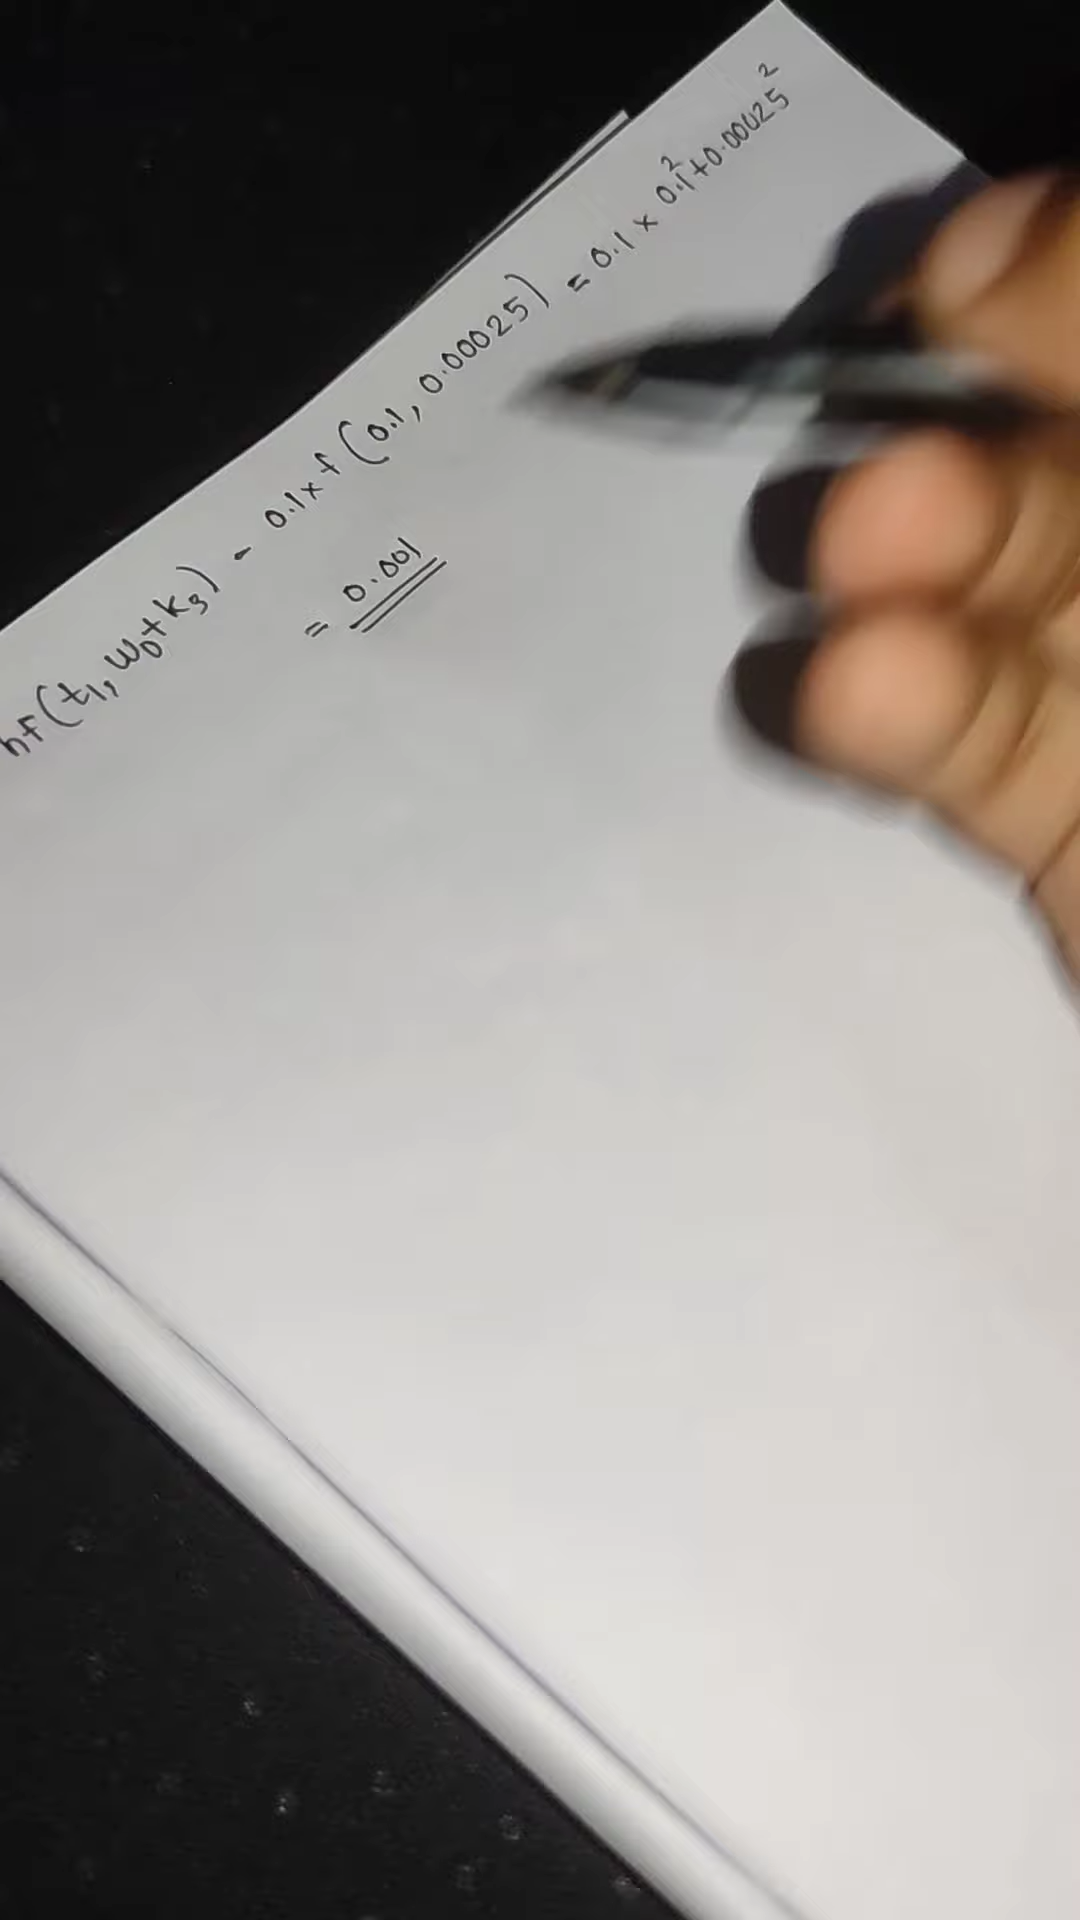 hf(t₁, w₀+k₃) - 0.1 x f(0.1, 0.00025) = 0.1 x 0.1²+0.00025²
= 0.001